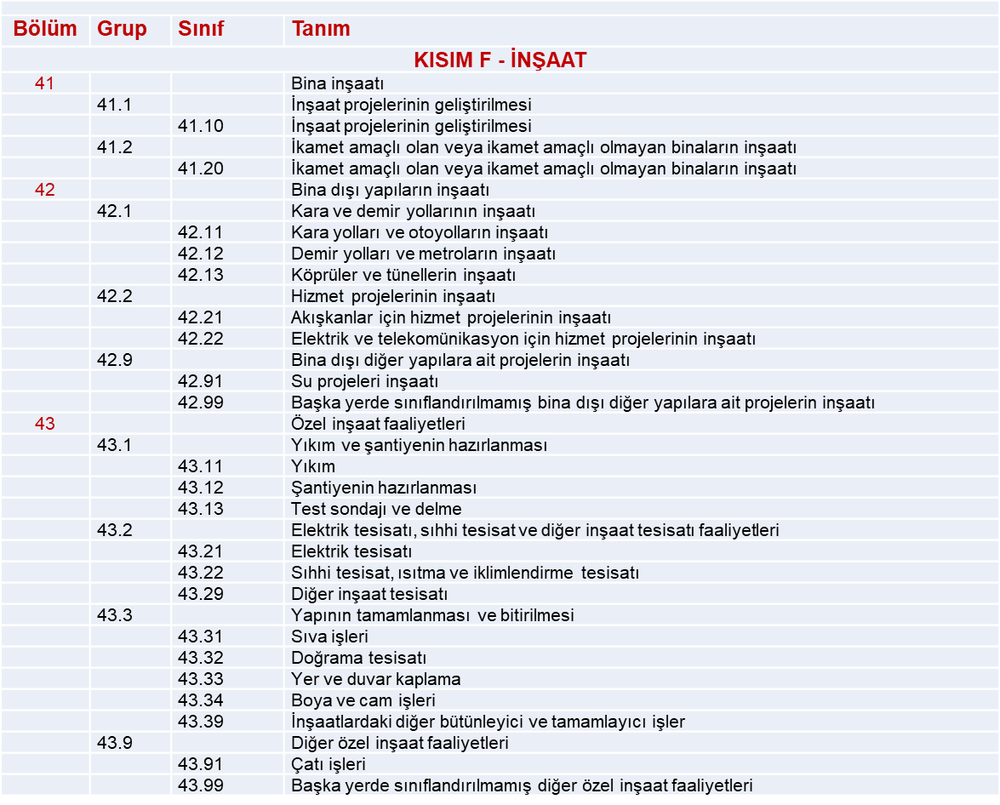 Bölüm Grup Sınıf Tanım
KISIM F - İNŞAAT
41 Bina inşaatı
41.1 İnşaat projelerinin geliştirilmesi
41.10 İnşaat projelerinin geliştirilmesi
41.2 İkamet amaçlı olan veya ikamet amaçlı olmayan binaların inşaatı
41.20 İkamet amaçlı olan veya ikamet amaçlı olmayan binaların inşaatı
42 Bina dışı yapıların inşaatı
42.1 Kara ve demir yollarının inşaatı
42.11 Kara yolları ve otoyolların inşaatı
42.12 Demir yolları ve metroların inşaatı
42.13 Köprüler ve tünellerin inşaatı
42.2 Hizmet projelerinin inşaatı
42.21 Akışkanlar için hizmet projelerinin inşaatı
42.22 Elektrik ve telekomünikasyon için hizmet projelerinin inşaatı
42.9 Bina dışı diğer yapılara ait projelerin inşaatı
42.91 Su projeleri inşaatı
42.99 Başka yerde sınıflandırılmamış bina dışı diğer yapılara ait projelerin inşaatı
43 Özel inşaat faaliyetleri
43.1 Yıkım ve şantiyenin hazırlanması
43.11 Yıkım
43.12 Şantiyenin hazırlanması
43.13 Test sondajı ve delme
43.2 Elektrik tesisatı, sıhhi tesisat ve diğer inşaat tesisatı faaliyetleri
43.21 Elektrik tesisatı
43.22 Sıhhi tesisat, ısıtma ve iklimlendirme tesisatı
43.29 Diğer inşaat tesisatı
43.3 Yapının tamamlanması ve bitirilmesi
43.31 Sıva işleri
43.32 Doğrama tesisatı
43.33 Yer ve duvar kaplama
43.34 Boya ve cam işleri
43.39 İnşaatlardaki diğer bütünleyici ve tamamlayıcı işler
43.9 Diğer özel inşaat faaliyetleri
43.91 Çatı işleri
43.99 Başka yerde sınıflandırılmamış diğer özel inşaat faaliyetleri